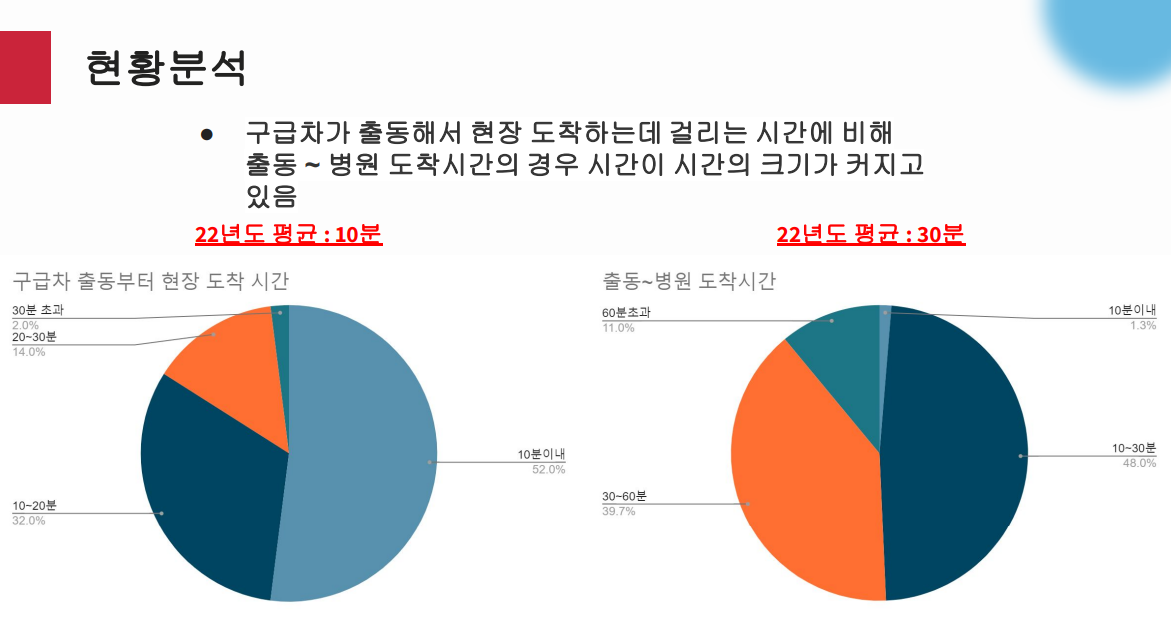 현황분석
● 구급차가 출동해서 현장 도착하는데 걸리는 시간에 비해
출동 ~ 병원 도착시간의 경우 시간이 시간의 크기가 커지고
있음
22년도 평균 : 10분
22년도 평균 : 30분
구급차 출동부터 현장 도착 시간
30분 초과
2.0%
20~30분
14.0%
10분이내
52.0%
10~20분
32.0%
출동~병원 도착시간
60분초과
11.0%
10분이내
1.3%
10~30분
48.0%
30~60분
39.7%